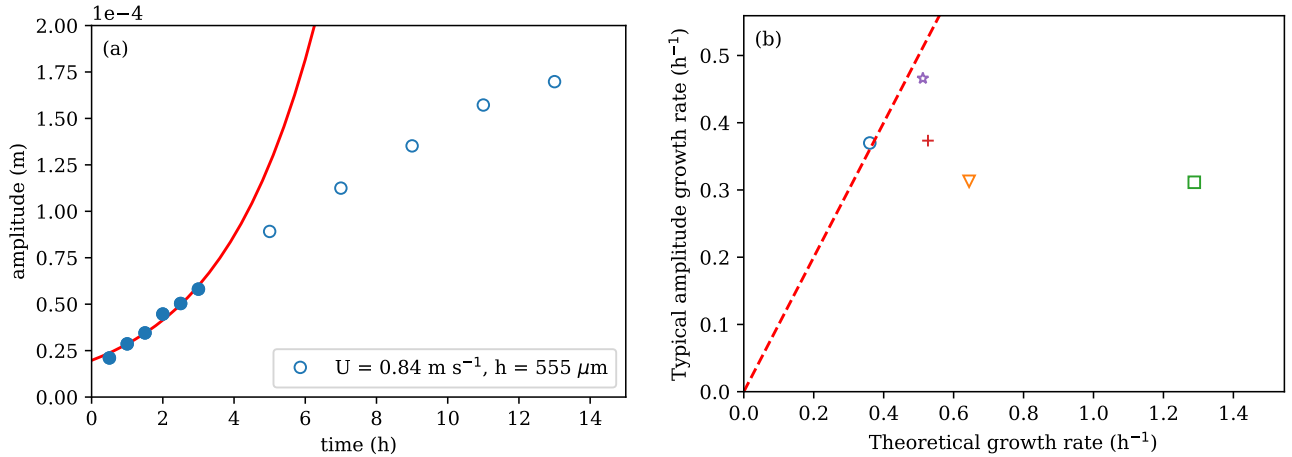 1e−4
(a)
2.00
1.75
1.50
1.25
1.00
0.75
0.50
0.25
0.00
amplitude (m)
0 2 4 6 8 10 12 14
time (h)
U = 0.84 m s⁻¹, h = 555 μm
(b)
0.5
0.4
0.3
0.2
0.1
0.0
Typical amplitude growth rate (h⁻¹)
0.0 0.2 0.4 0.6 0.8 1.0 1.2 1.4
Theoretical growth rate (h⁻¹)